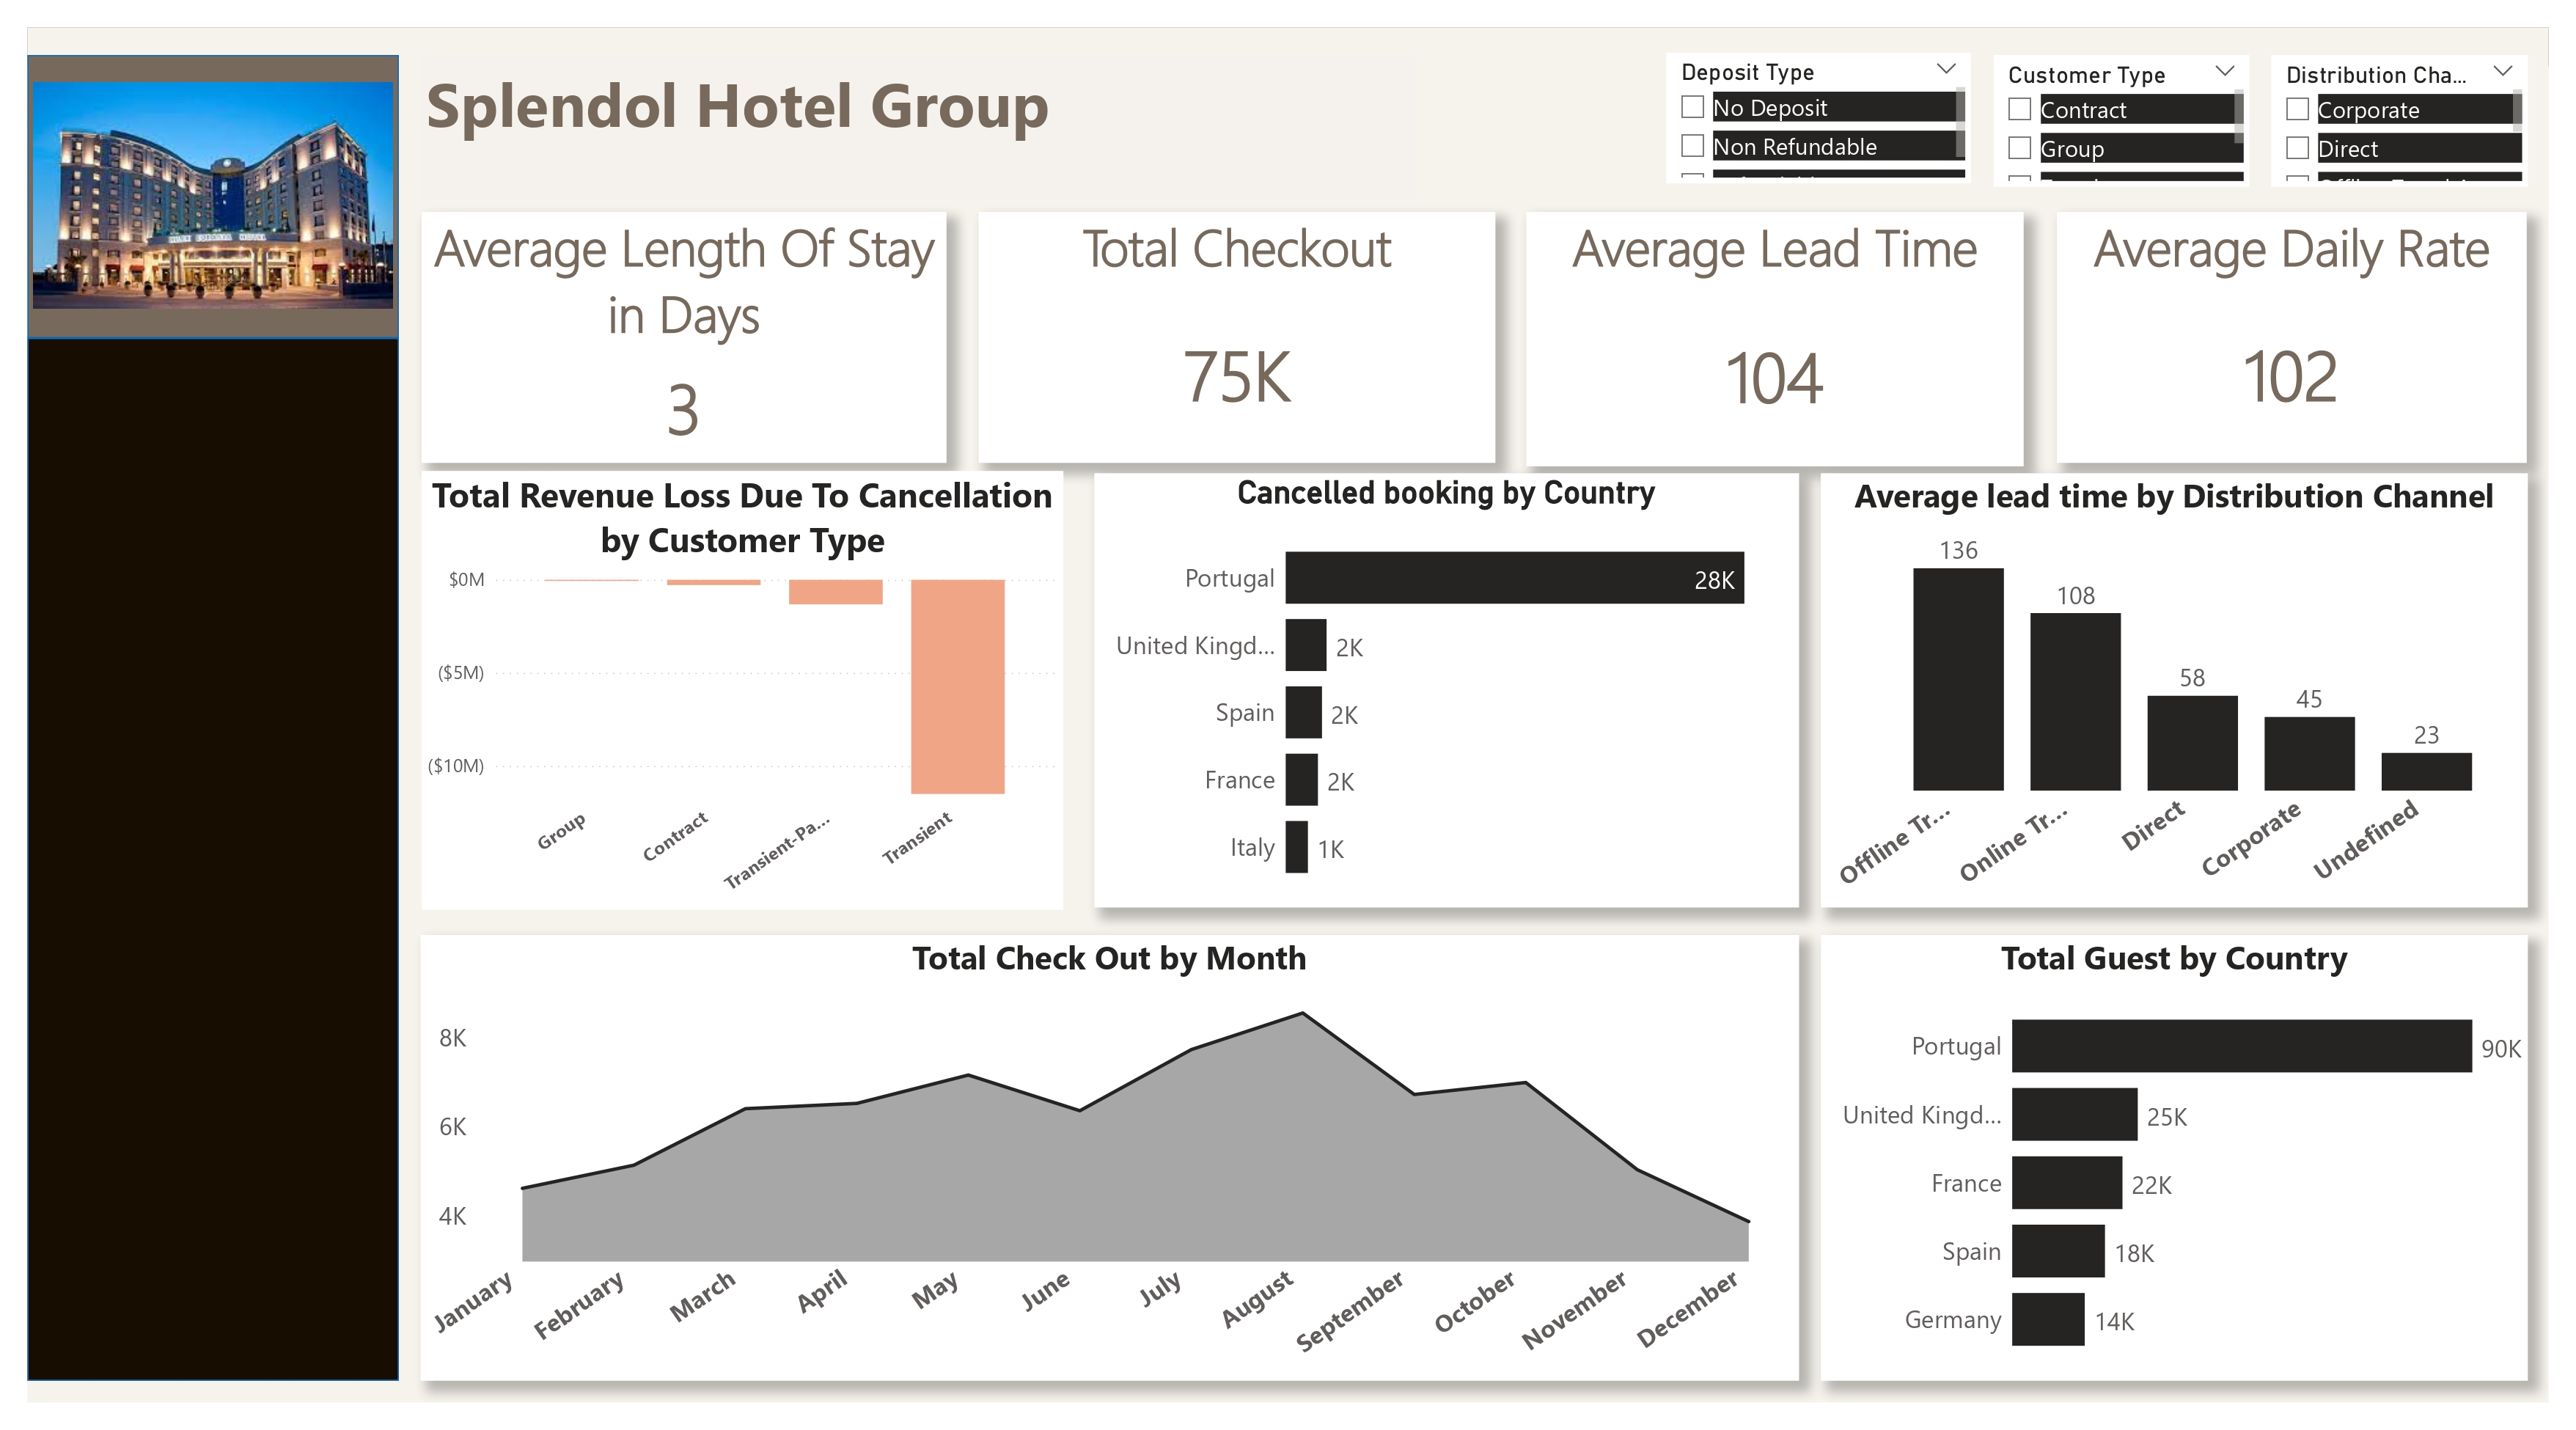 Splendol Hotel Group
Deposit Type
No Deposit
Non Refundable
Customer Type
Contract
Group
Distribution Cha...
Corporate
Direct
Average Length Of Stay
in Days
3
Total Checkout
75K
Average Lead Time
104
Average Daily Rate
102
Total Revenue Loss Due To Cancellation
by Customer Type
$0M
($5M)
($10M)
Group
Contract
Transient-Pa...
Transient
Cancelled booking by Country
Portugal
28K
United Kingd...
2K
Spain
2K
France
2K
Italy
1K
Average lead time by Distribution Channel
136
108
58
45
23
Offline Tr...
Online Tr...
Direct
Corporate
Undefined
Total Check Out by Month
8K
6K
4K
January
February
March
April
May
June
July
August
September
October
November
December
Total Guest by Country
Portugal
90K
United Kingd...
25K
France
22K
Spain
18K
Germany
14K